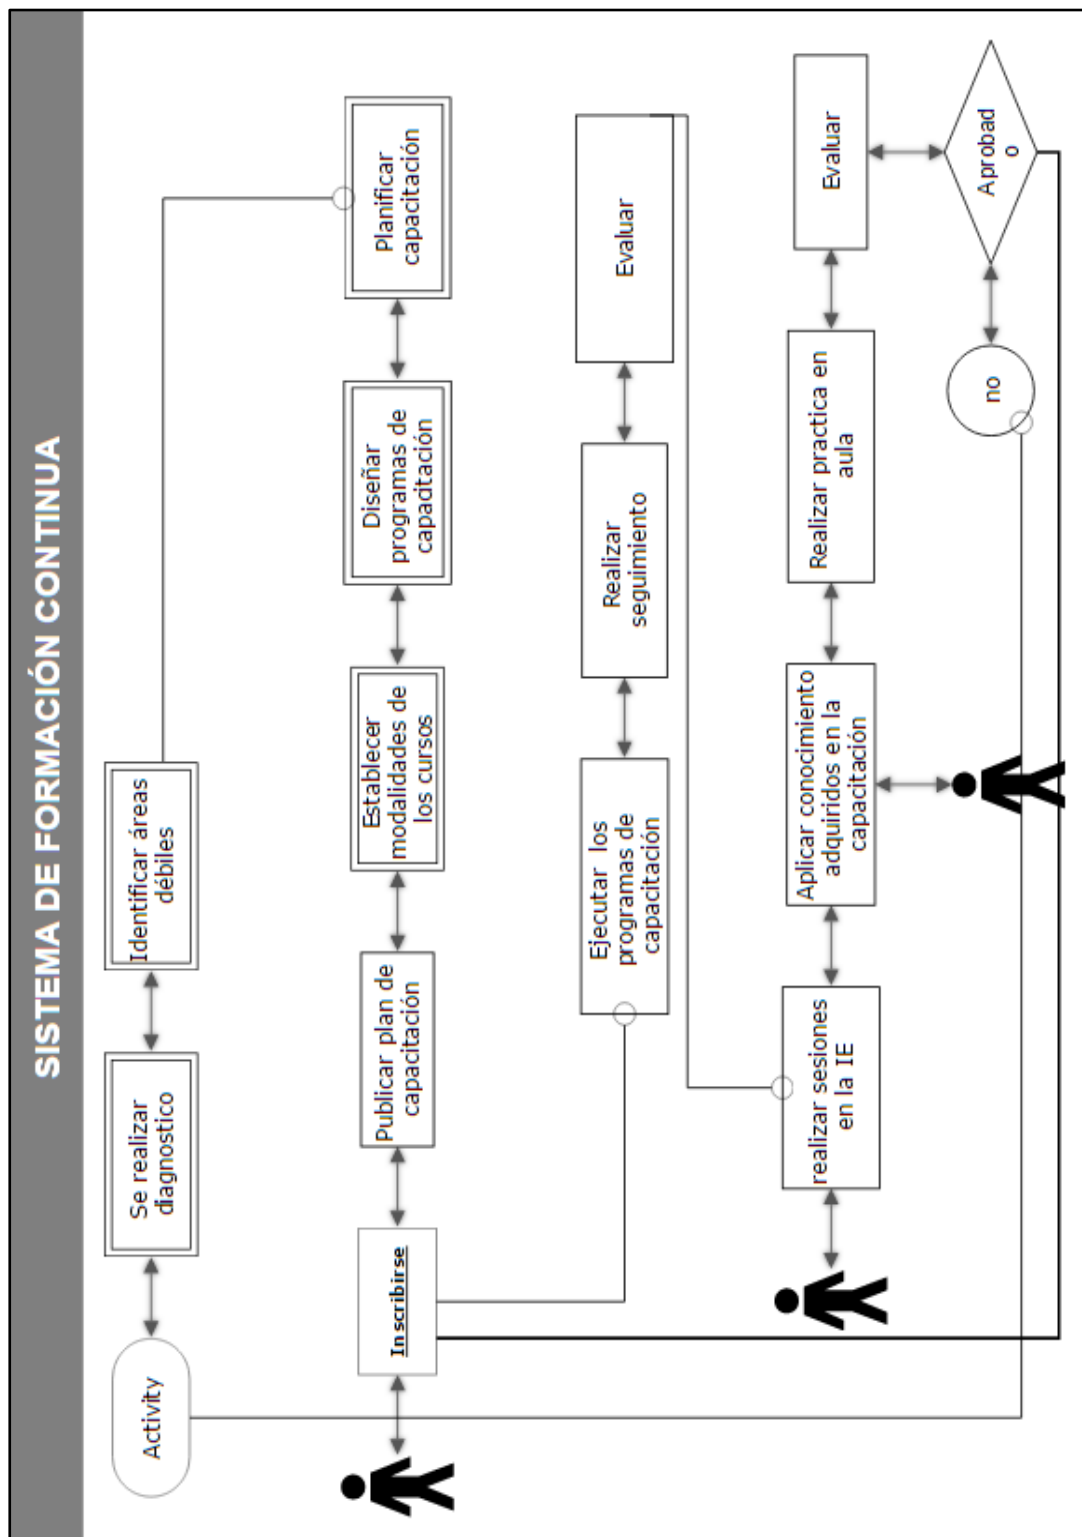 SISTEMA DE FORMACIÓN CONTINUA
Activity
Se realizar
diagnostico
Identificar áreas
débiles
Inscribirse
Publicar plan de
capacitación
Establecer
modalidades de
los cursos
Diseñar
programas de
capacitación
Planificar
capacitación
Ejecutar los
programas de
capacitación
Realizar
seguimiento
Evaluar
realizar sesiones
en la IE
Aplicar conocimiento
adquiridos en la
capacitación
Realizar practica en
aula
Evaluar
no
Aprobad
o